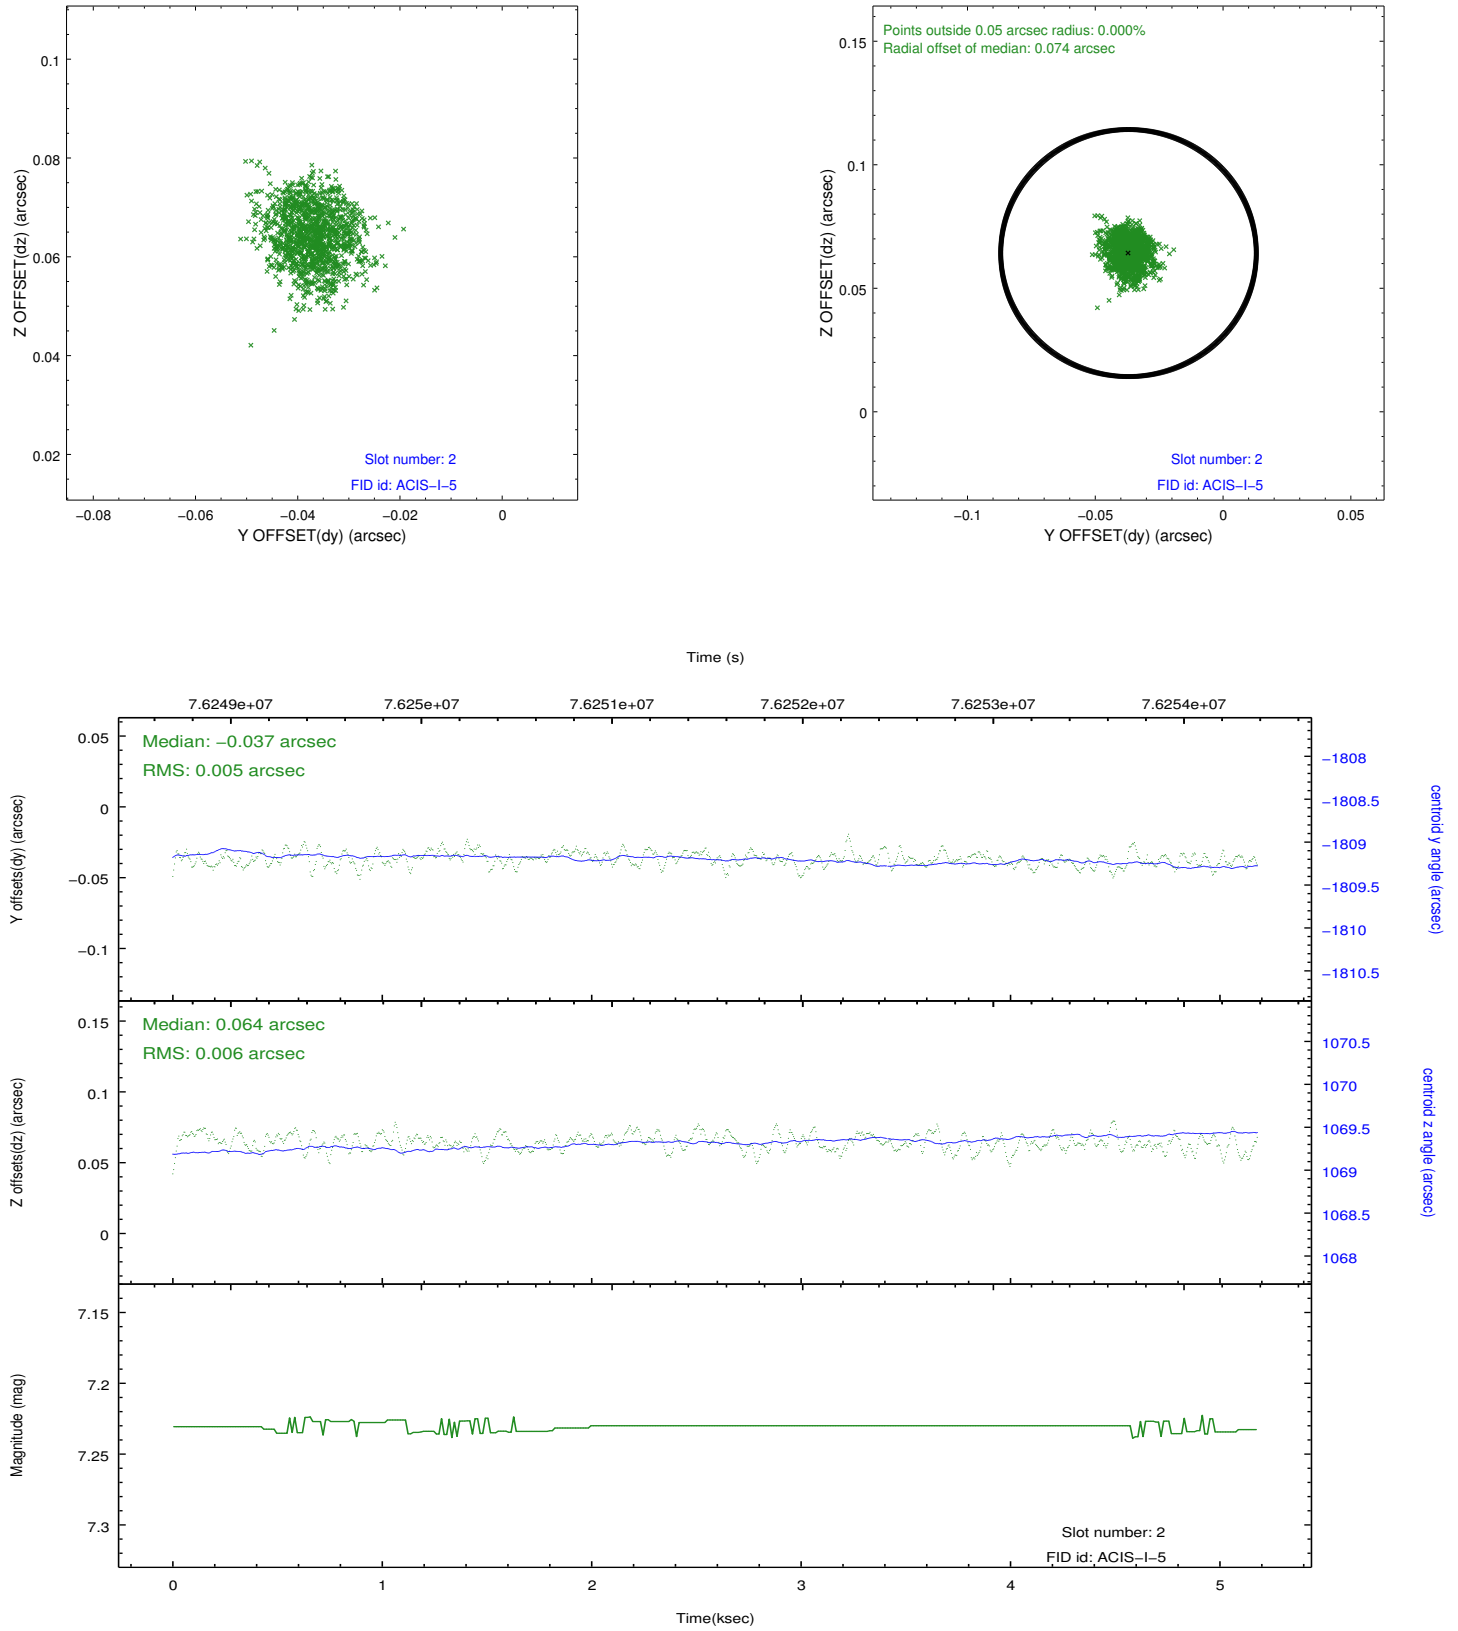 0.1
0.08
0.06
0.04
0.02
Z OFFSET(dz) (arcsec)
Slot number: 2
FID id: ACIS−I−5
−0.08 −0.06 −0.04 −0.02 0
Y OFFSET(dy) (arcsec)
Points outside 0.05 arcsec radius: 0.000%
Radial offset of median: 0.074 arcsec
0.15
0.1
0.05
0
Z OFFSET(dz) (arcsec)
Slot number: 2
FID id: ACIS−I−5
−0.1 −0.05 0 0.05
Y OFFSET(dy) (arcsec)
Time (s)
7.6249e+07 7.625e+07 7.6251e+07 7.6252e+07 7.6253e+07 7.6254e+07
Median: −0.037 arcsec
RMS: 0.005 arcsec
0.05
0
−0.05
−0.1
Y offsets(dy) (arcsec)
−1808
−1808.5
−1809
−1809.5
−1810
−1810.5
centroid y angle (arcsec)
Median: 0.064 arcsec
RMS: 0.006 arcsec
0.15
0.1
0.05
0
Z offsets(dz) (arcsec)
1070.5
1070
1069.5
1069
1068.5
1068
centroid z angle (arcsec)
7.15
7.2
7.25
7.3
Magnitude (mag)
Slot number: 2
FID id: ACIS−I−5
0 1 2 3 4 5
Time(ksec)